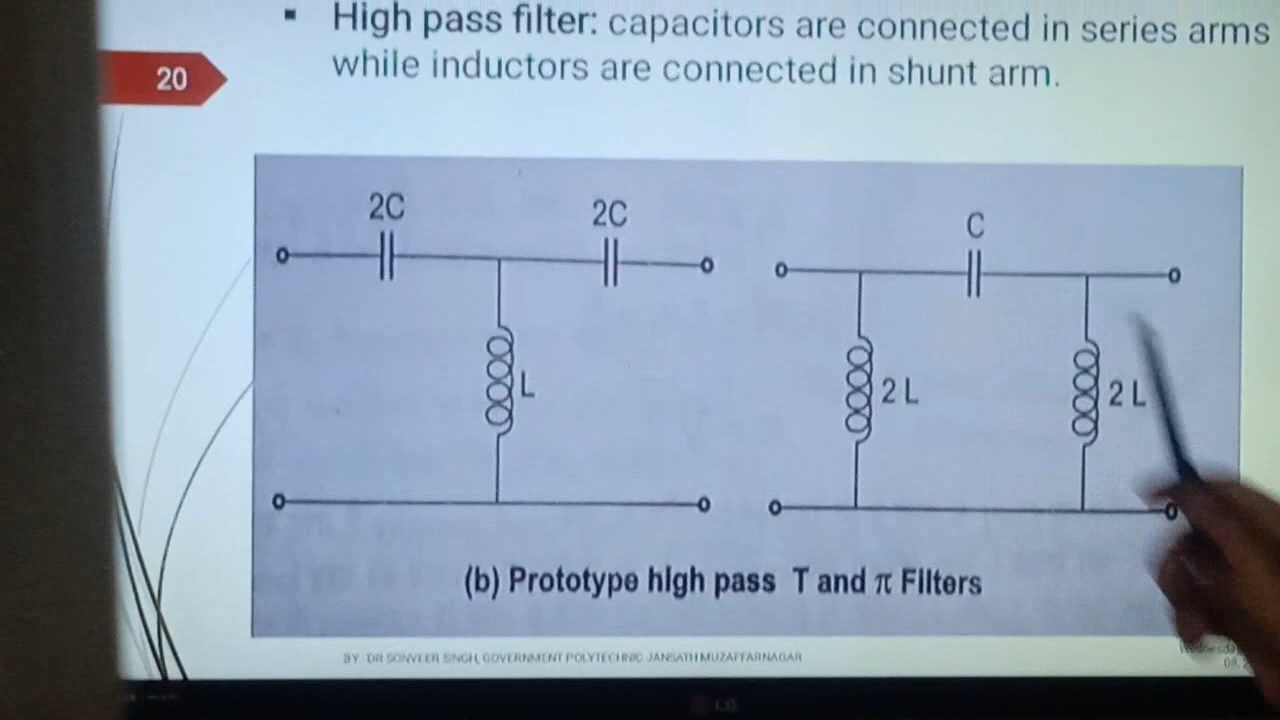 ▪ High pass filter: capacitors are connected in series arms
while inductors are connected in shunt arm.
20
2C
2C
C
L
2 L
2 L
(b) Prototype high pass T and π Filters
BY : DR SONVEER SINGH, GOVERNMENT POLYTECHNIC JANSATH MUZAFFARNAGAR